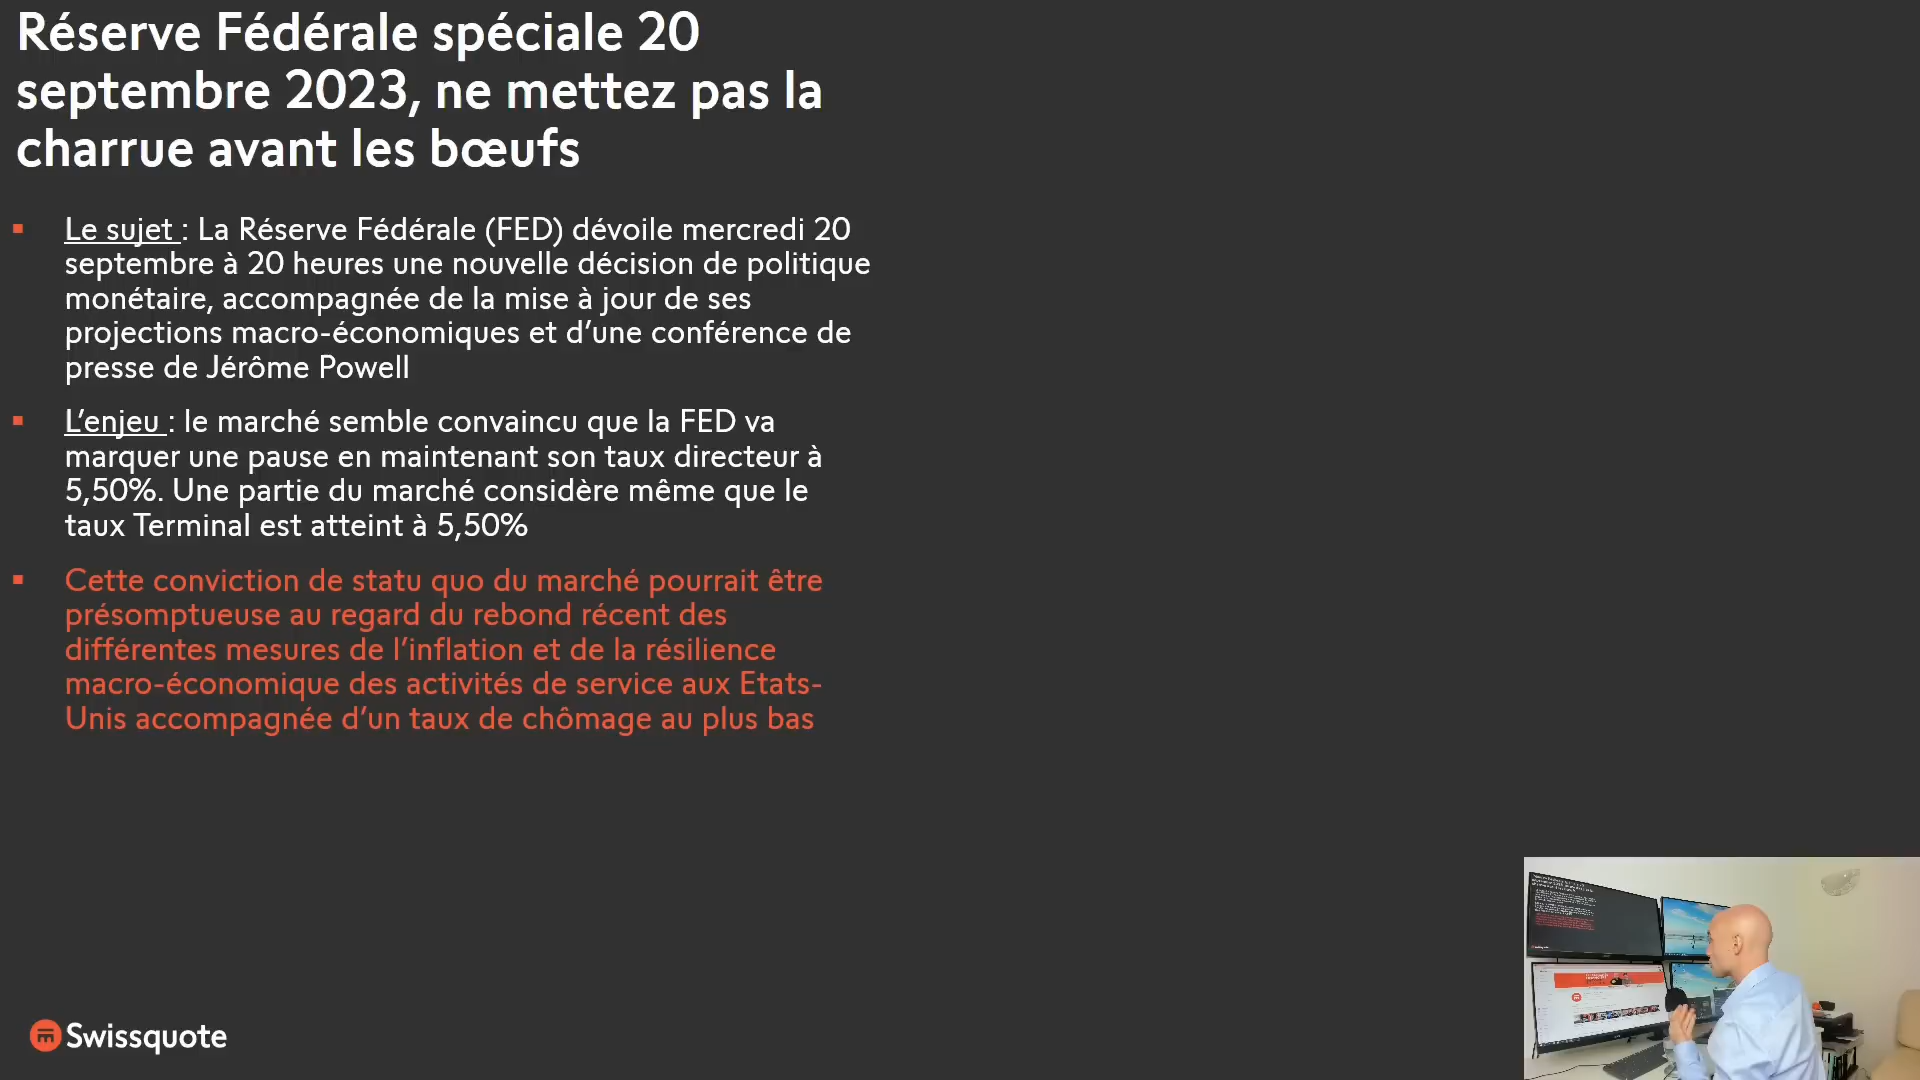 Réserve Fédérale spéciale 20
septembre 2023, ne mettez pas la
charrue avant les bœufs
Le sujet : La Réserve Fédérale (FED) dévoile mercredi 20
septembre à 20 heures une nouvelle décision de politique
monétaire, accompagnée de la mise à jour de ses
projections macro-économiques et d’une conférence de
presse de Jérôme Powell
L’enjeu : le marché semble convaincu que la FED va
marquer une pause en maintenant son taux directeur à
5,50%. Une partie du marché considère même que le
taux Terminal est atteint à 5,50%
Cette conviction de statu quo du marché pourrait être
présomptueuse au regard du rebond récent des
différentes mesures de l’inflation et de la résilience
macro-économique des activités de service aux Etats-
Unis accompagnée d’un taux de chômage au plus bas
Swissquote